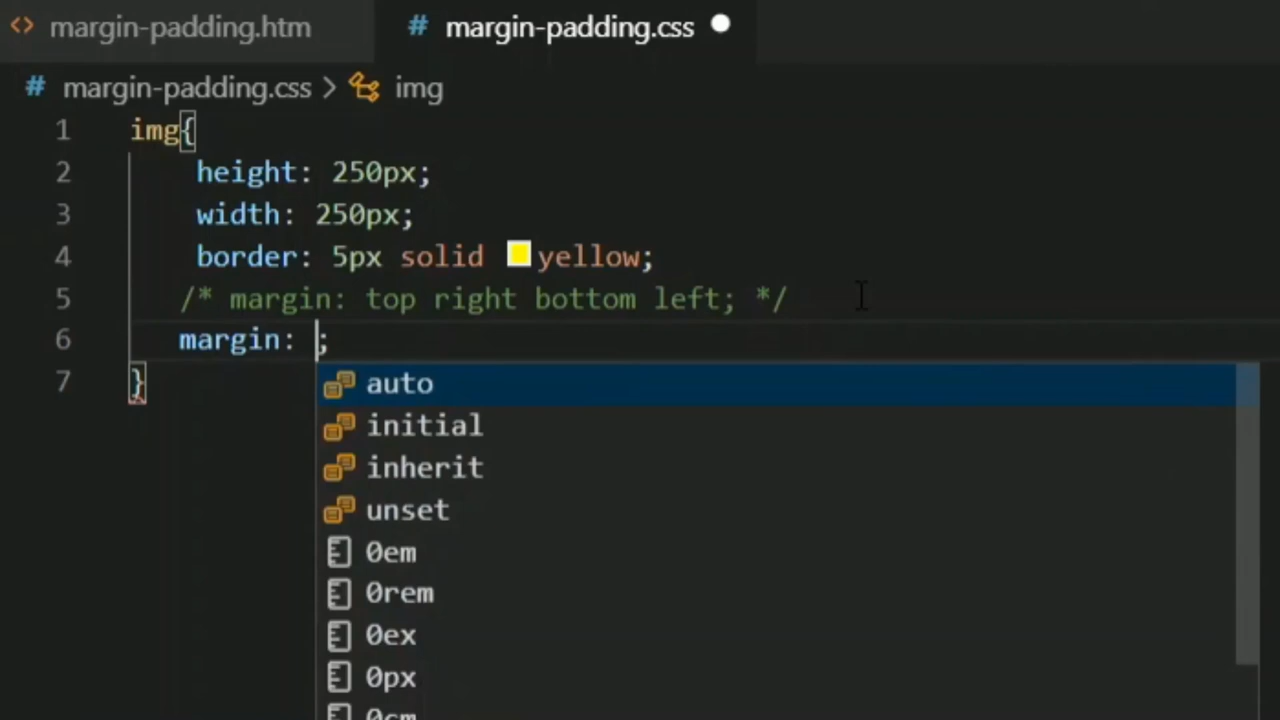 margin-padding.htm # margin-padding.css
# margin-padding.css > img
1 img{
2 height: 250px;
3 width: 250px;
4 border: 5px solid yellow;
5 /* margin: top right bottom left; */
6 margin: ;
7 }
auto
initial
inherit
unset
0em
0rem
0ex
0px
0cm